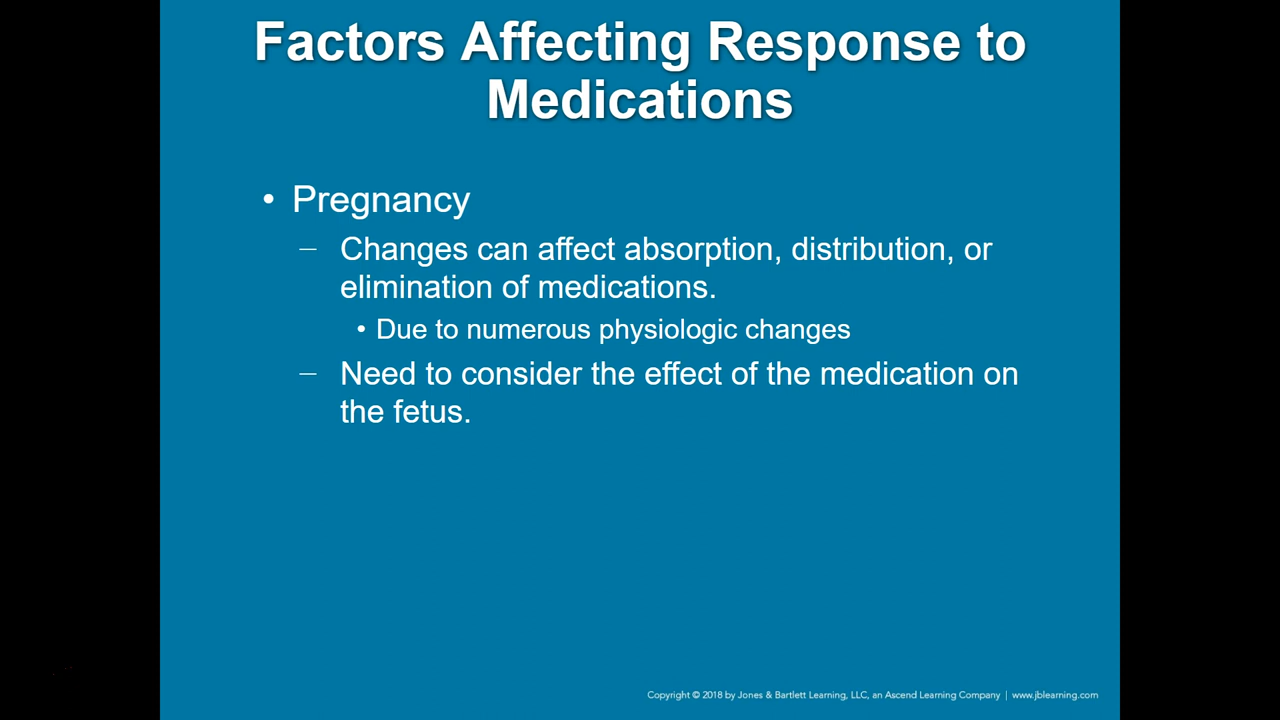 Factors Affecting Response to
Medications
• Pregnancy
– Changes can affect absorption, distribution, or
elimination of medications.
• Due to numerous physiologic changes
– Need to consider the effect of the medication on
the fetus.
Copyright © 2018 by Jones & Bartlett Learning, LLC, an Ascend Learning Company | www.jblearning.com